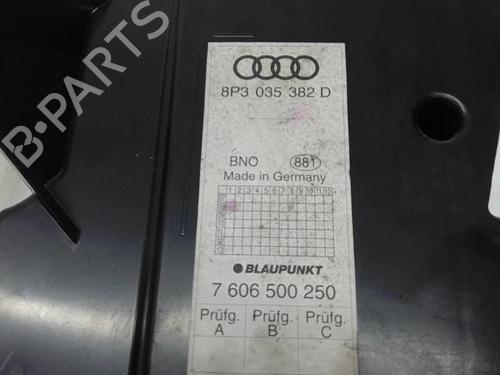 B-PARTS
8P3 035 382 D
BNO 881
Made in Germany
1 2 3 4 5 6 7 8 9 10 11 12
BLAUPUNKT
7 606 500 250
Prüfg. Prüfg. Prüfg.
A B C